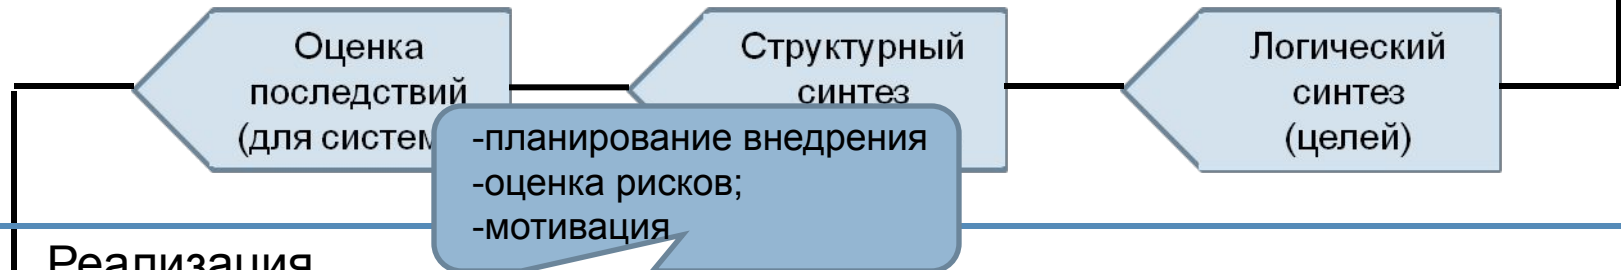 Оценка
последствий
(для систем
Структурный
синтез
Логический
синтез
(целей)
-планирование внедрения
-оценка рисков;
-мотивация
Реализация